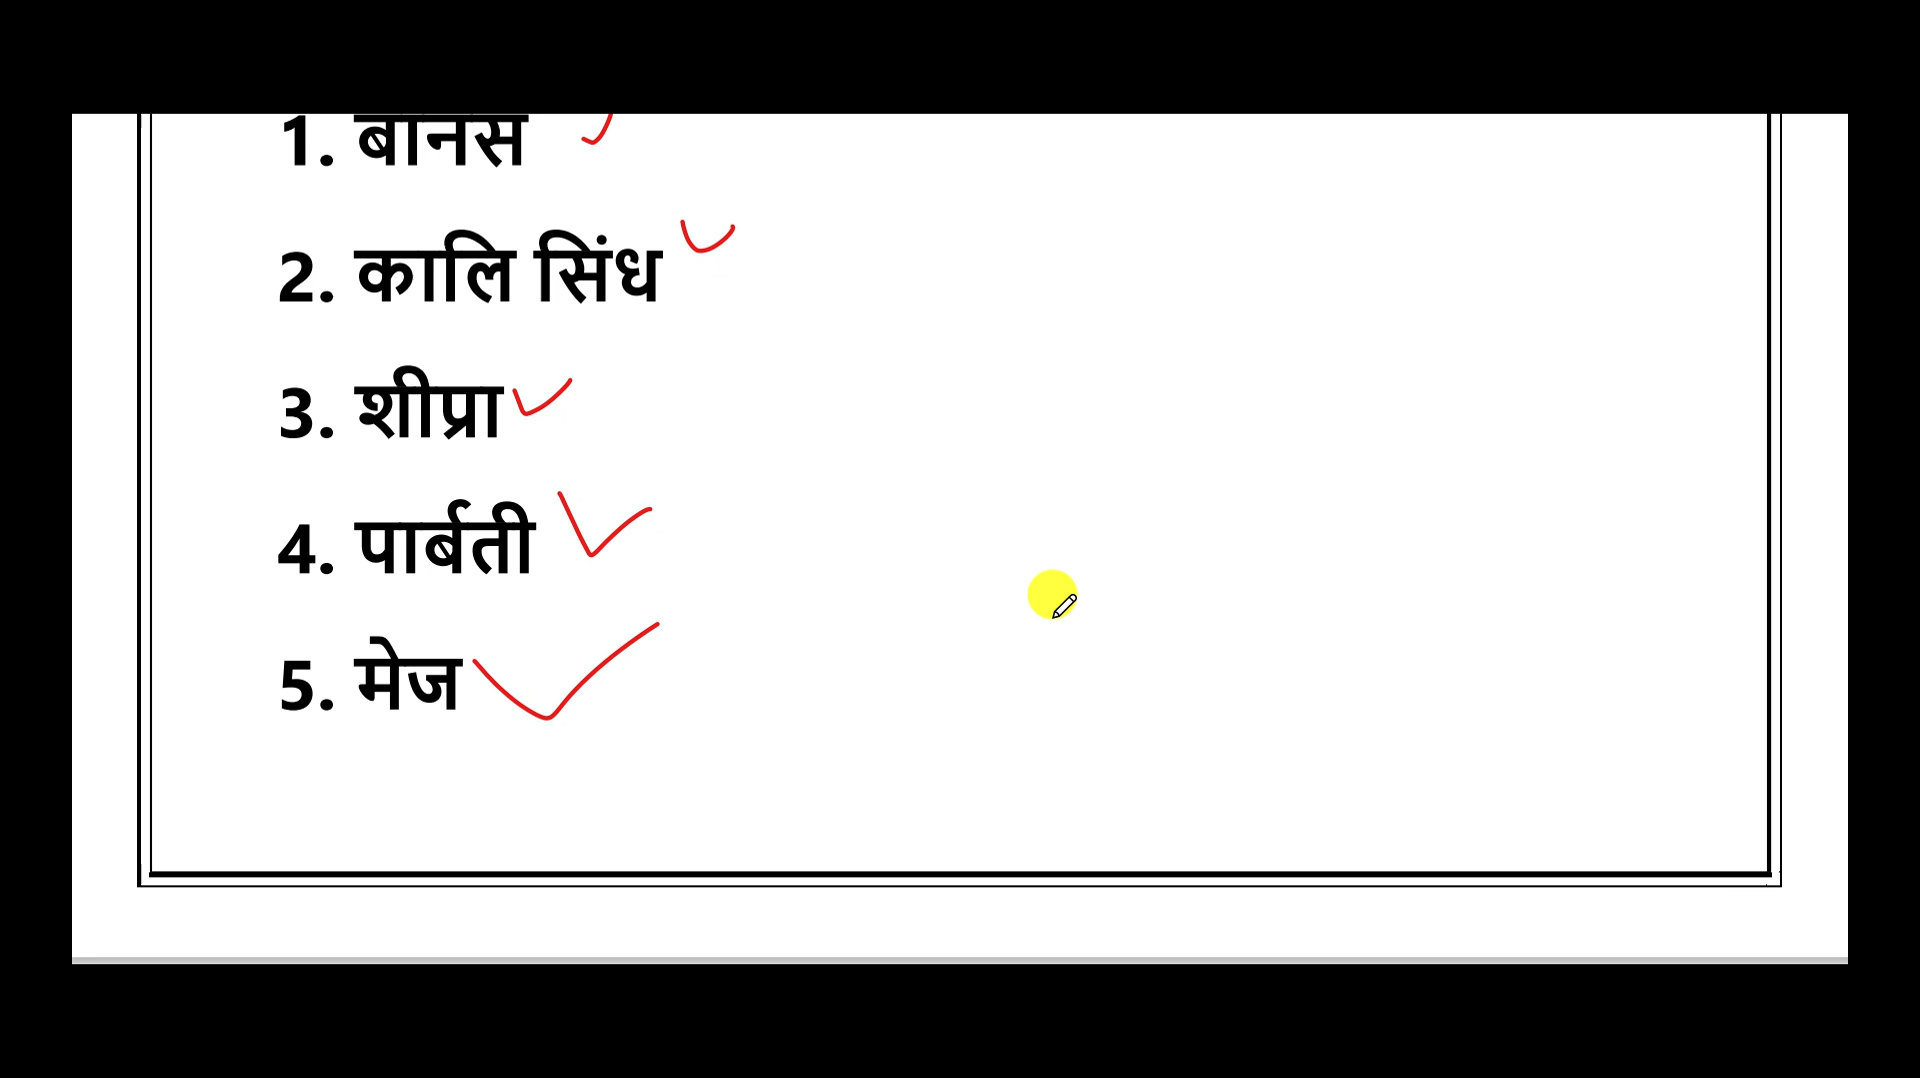 1. बानस
2. कालि सिंध
3. शीप्रा
4. पार्बती
5. मेज